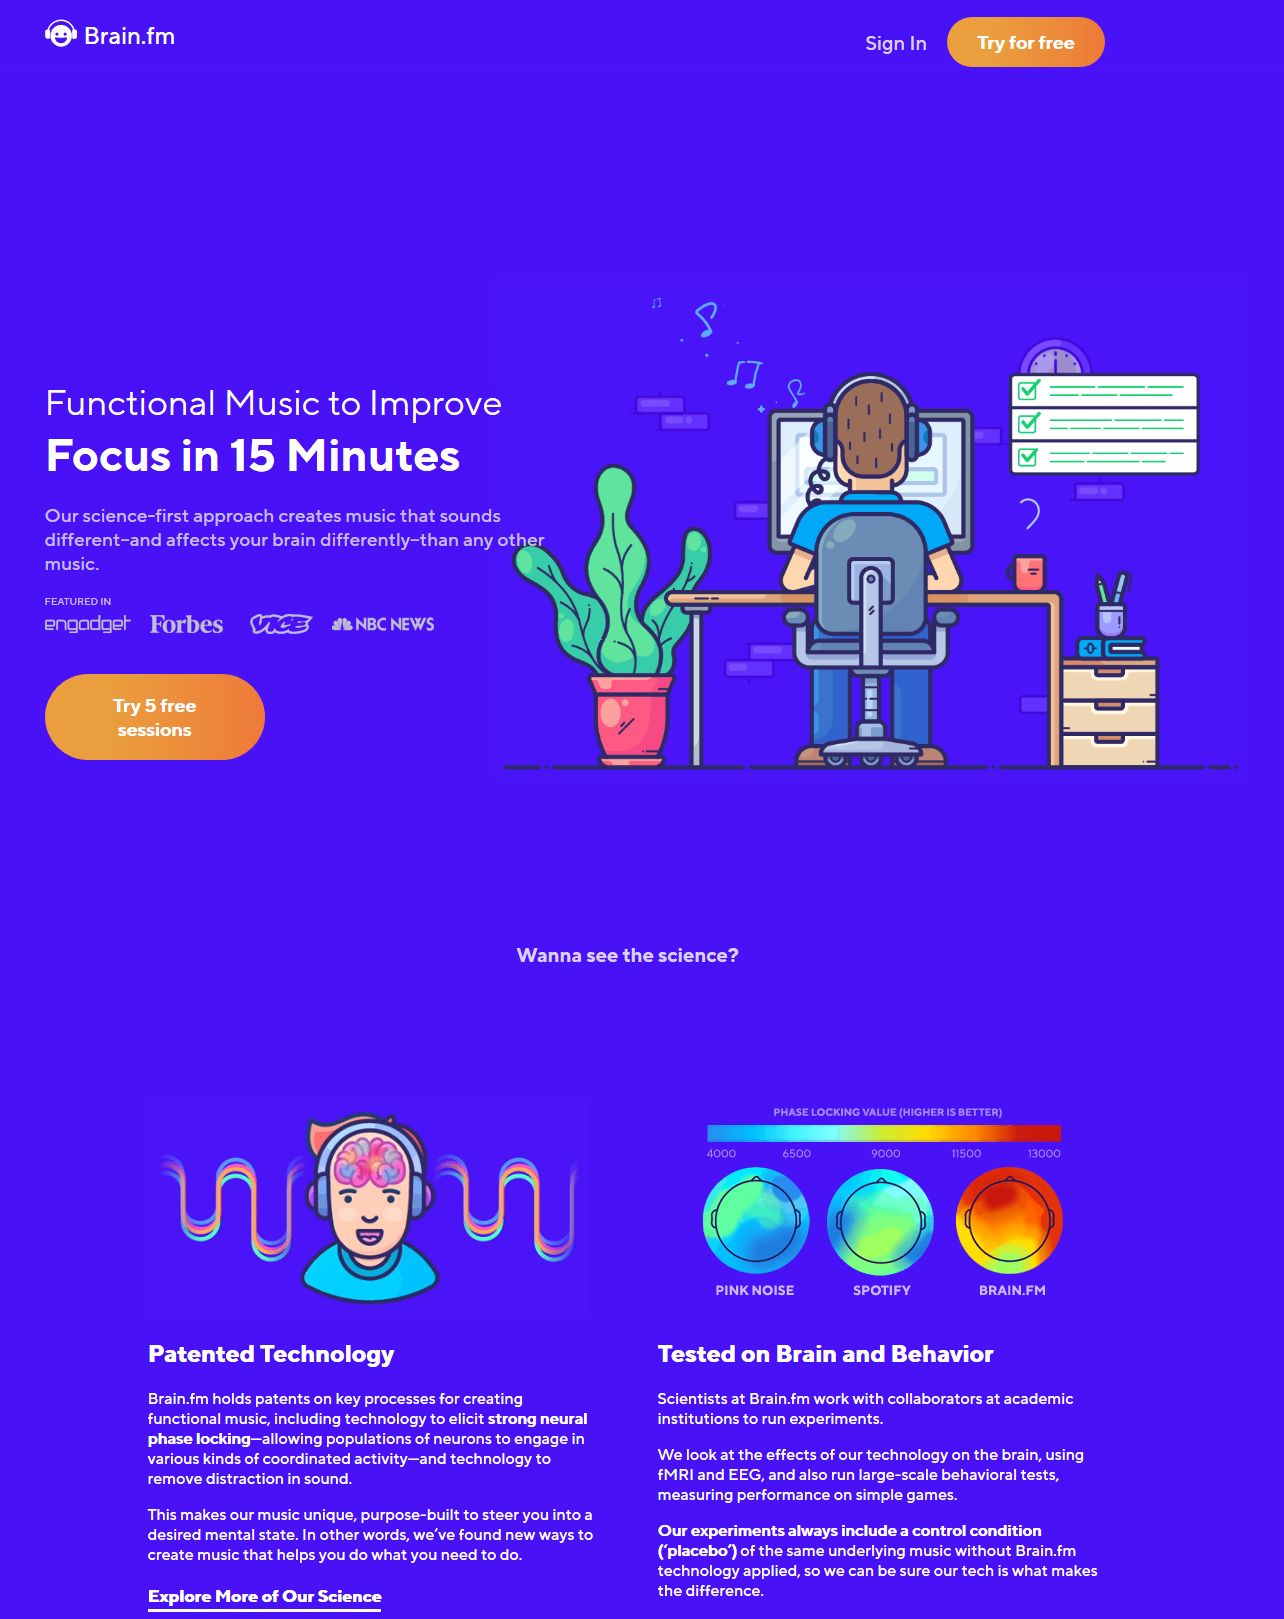 Brain.fm
Sign In
Try for free
Functional Music to Improve
Focus in 15 Minutes
Our science-first approach creates music that sounds
different–and affects your brain differently–than any other
music.
FEATURED IN
engadget
Forbes
VICE
NBC NEWS
Try 5 free
sessions
Wanna see the science?
PHASE LOCKING VALUE (HIGHER IS BETTER)
4000 6500 9000 11500 13000
PINK NOISE SPOTIFY BRAIN.FM
Patented Technology
Brain.fm holds patents on key processes for creating
functional music, including technology to elicit strong neural
phase locking—allowing populations of neurons to engage in
various kinds of coordinated activity—and technology to
remove distraction in sound.
This makes our music unique, purpose-built to steer you into a
desired mental state. In other words, we’ve found new ways to
create music that helps you do what you need to do.
Explore More of Our Science
Tested on Brain and Behavior
Scientists at Brain.fm work with collaborators at academic
institutions to run experiments.
We look at the effects of our technology on the brain, using
fMRI and EEG, and also run large-scale behavioral tests,
measuring performance on simple games.
Our experiments always include a control condition
(‘placebo’) of the same underlying music without Brain.fm
technology applied, so we can be sure our tech is what makes
the difference.